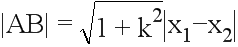 |AB| = √(1 + k²)|x₁–x₂|